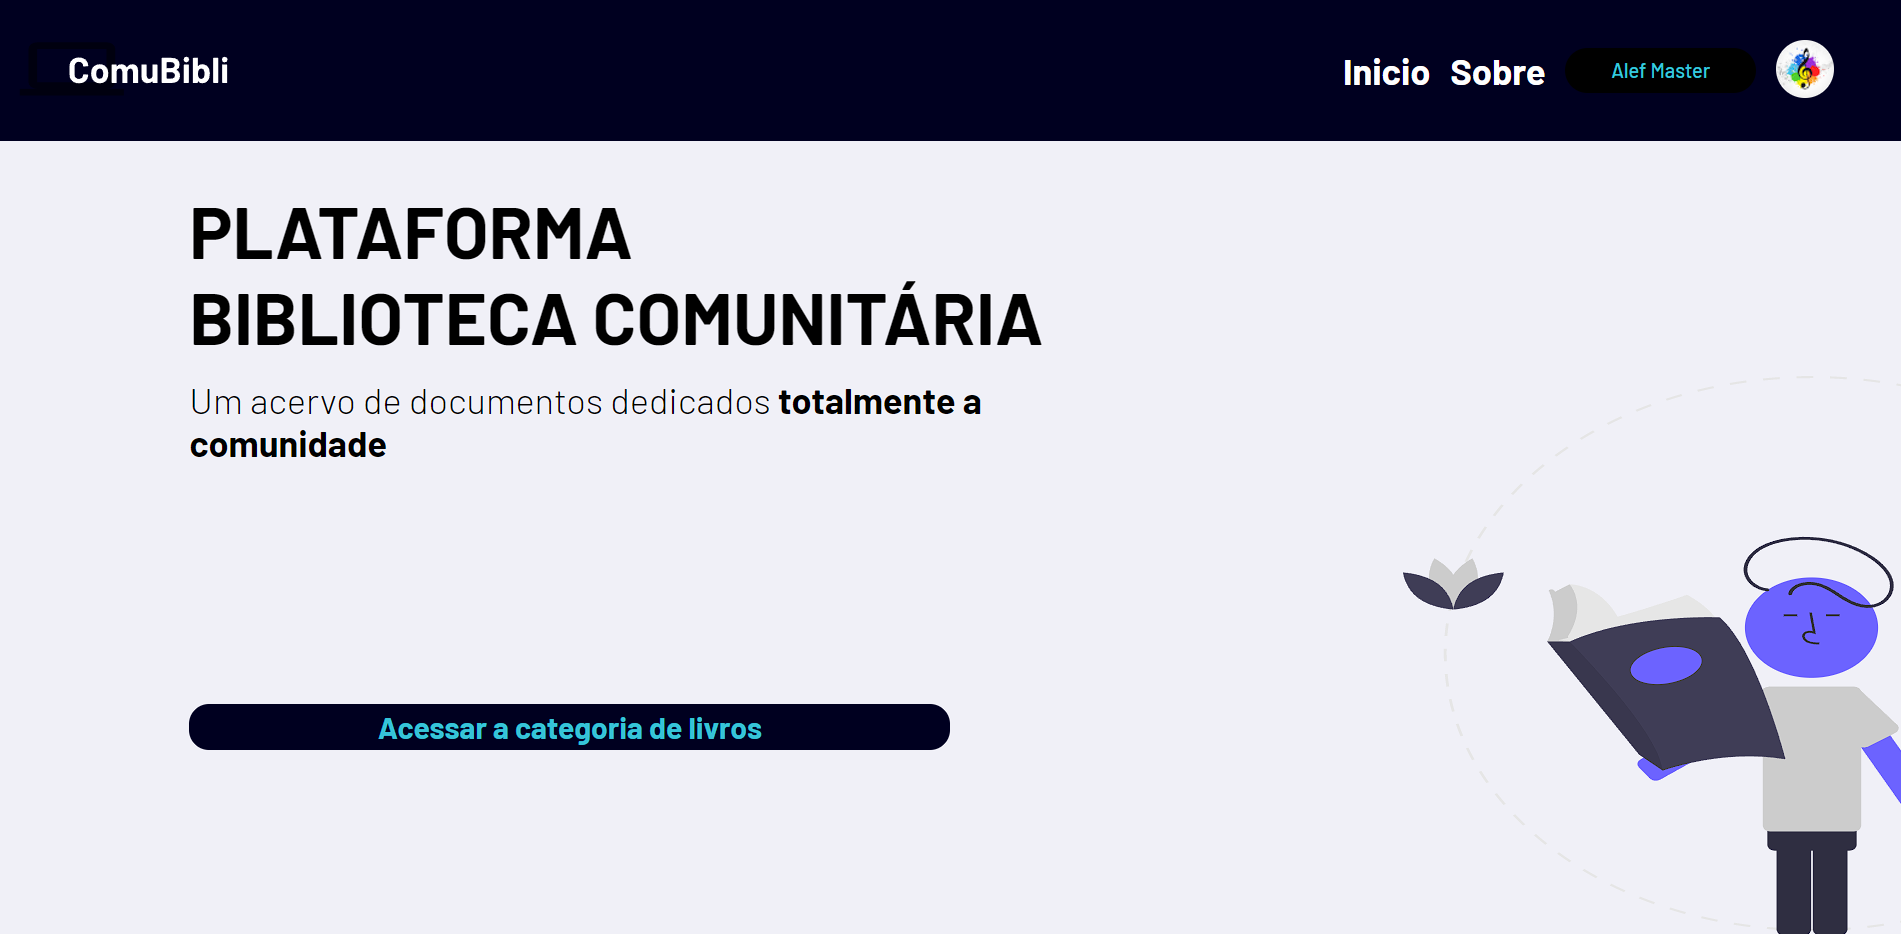 ComuBibli
Inicio Sobre Alef Master
PLATAFORMA
BIBLIOTECA COMUNITÁRIA
Um acervo de documentos dedicados totalmente a
comunidade
Acessar a categoria de livros